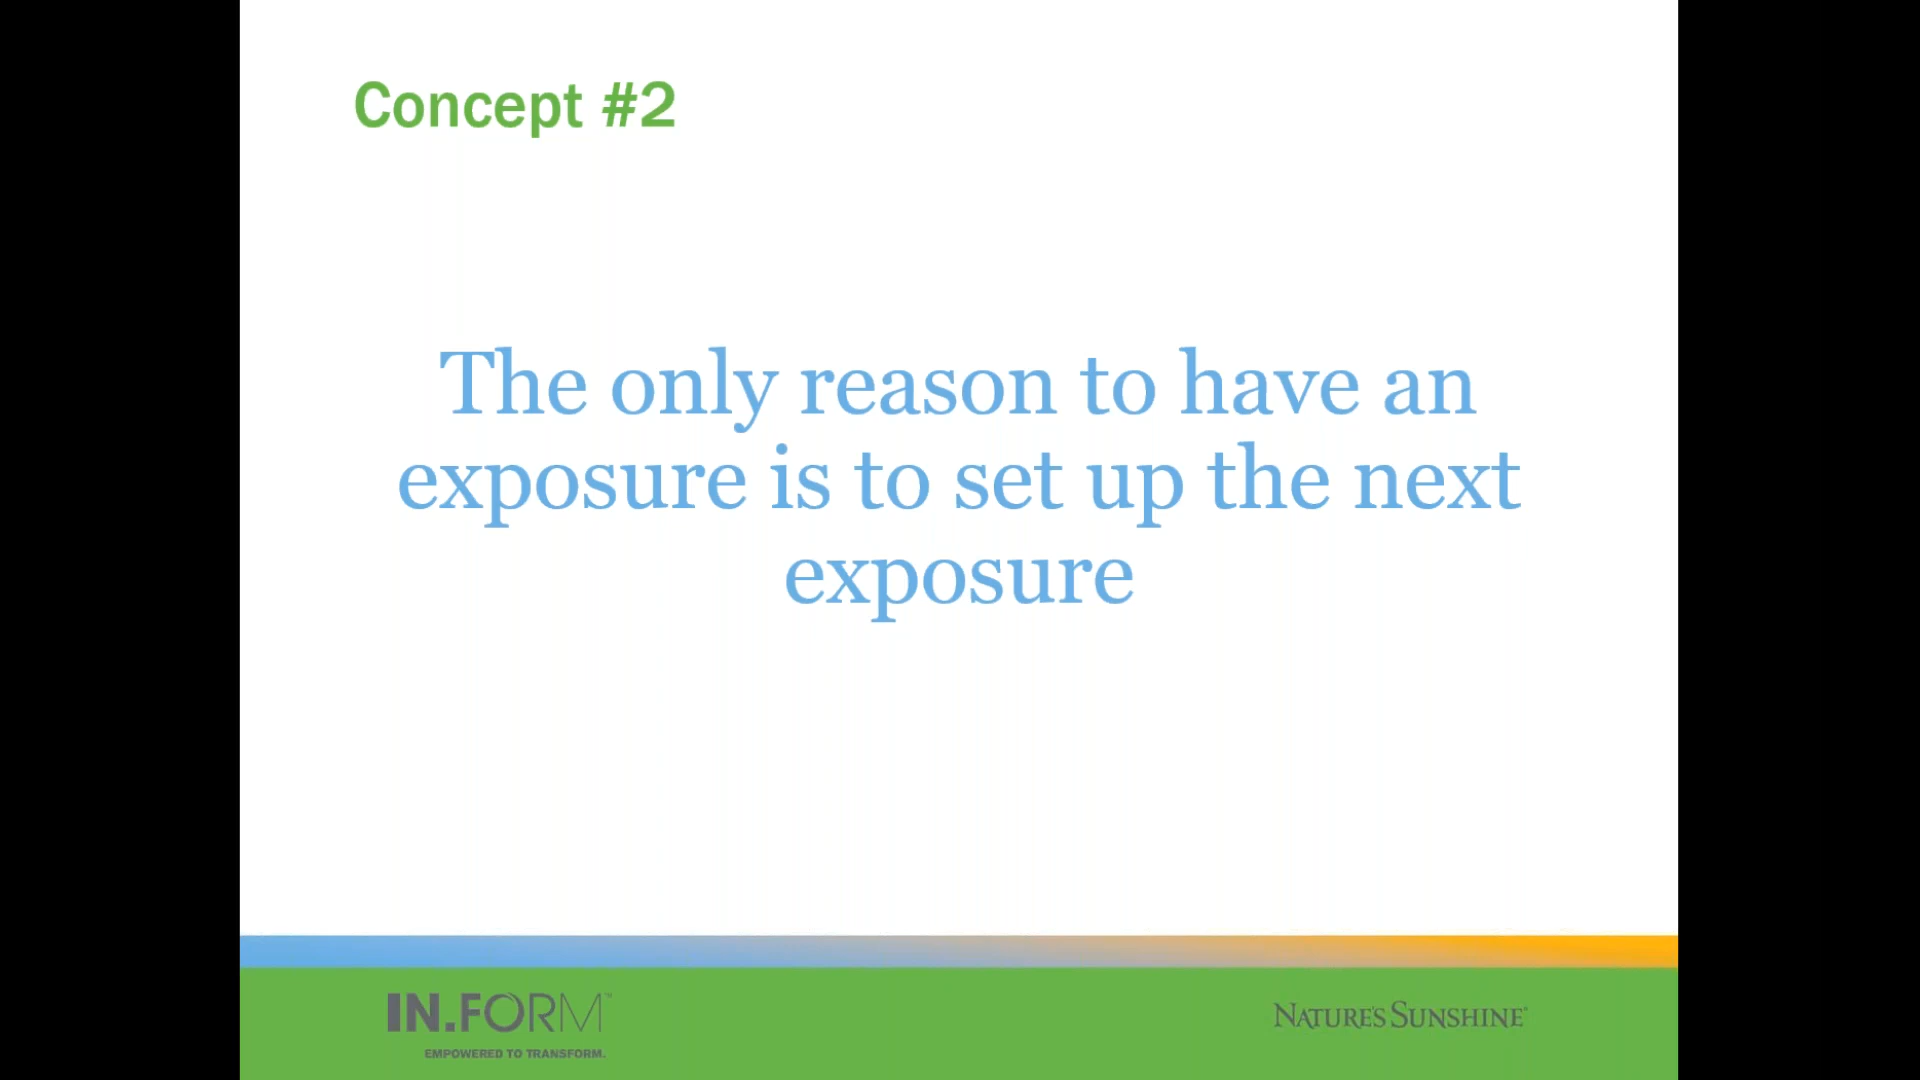 Concept #2
The only reason to have an
exposure is to set up the next
exposure
IN.FORM™
EMPOWERED TO TRANSFORM.
NATURE'S SUNSHINE®